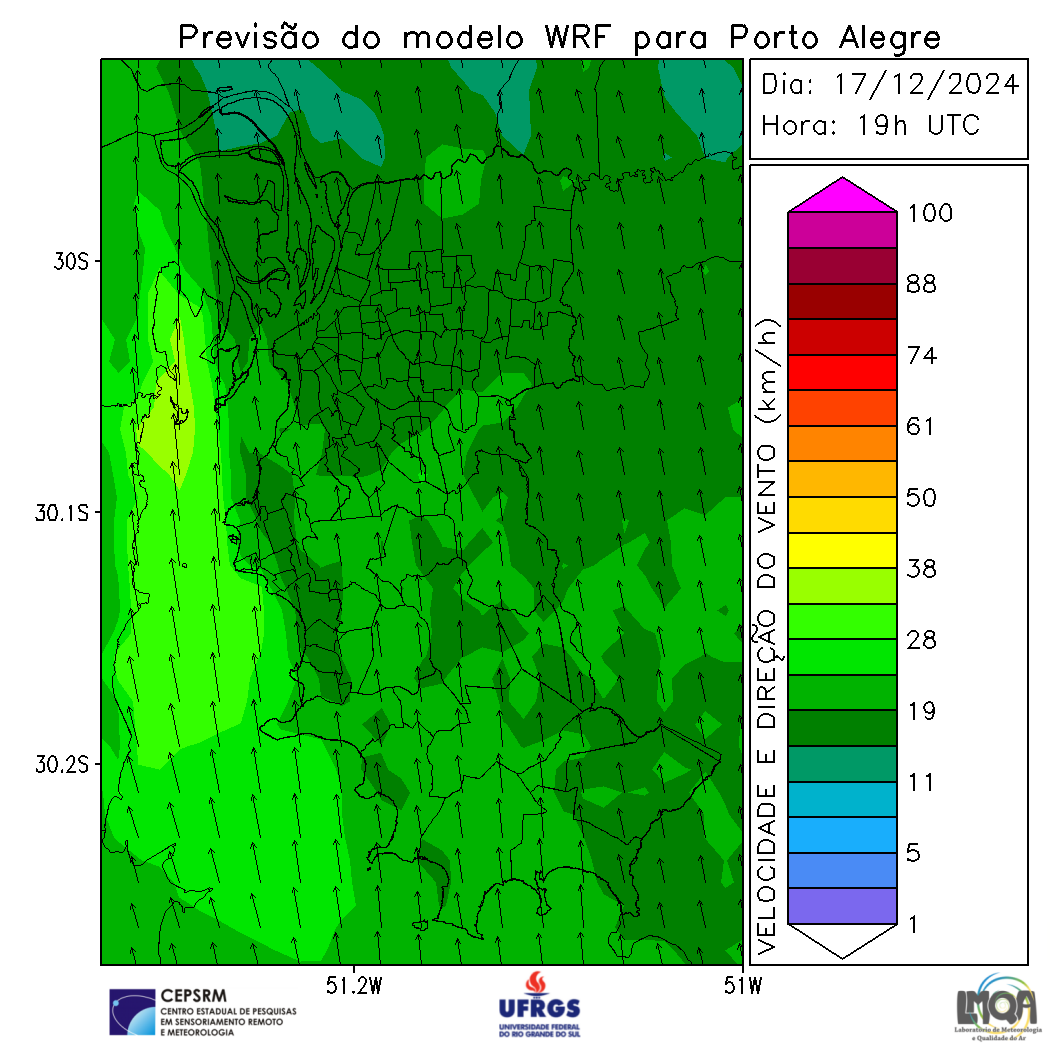 Previsão do modelo WRF para Porto Alegre
Dia: 17/12/2024
Hora: 19h UTC
30S
30.1S
30.2S
51.2W
51W
VELOCIDADE E DIREÇÃO DO VENTO (km/h)
100
88
74
61
50
38
28
19
11
5
1
CEPSRM
CENTRO ESTADUAL DE PESQUISAS
EM SENSORIAMENTO REMOTO
E METEOROLOGIA
UFRGS
UNIVERSIDADE FEDERAL
DO RIO GRANDE DO SUL
LMQA
Laboratório de Meteorologia
e Qualidade do Ar